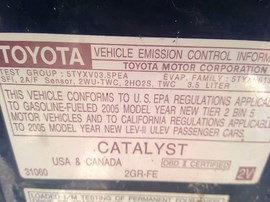 TOYOTA
VEHICLE EMISSION CONTROL INFORM
TOYOTA MOTOR CORPORATION
TEST GROUP : 5TYXV03.5PEA EVAP. FAMILY :
SFI, 2A/F Sensor, 2WU-TWC, 2HO2S, TWC 3.5 LITER
THIS VEHICLE CONFORMS TO U.S EPA REGULATIONS
TO GASOLINE-FUELED 2005 MODEL YEAR NEW TIER 2 BIN 5
MOTOR VEHICLES AND TO CALIFORNIA REGULATIONS A
TO 2005 MODEL YEAR NEW LEV-II ULEV PASSENGER CARS.
CATALYST
USA & CANADA OBD II CERTIFIED
31060 2GR-FE 2V